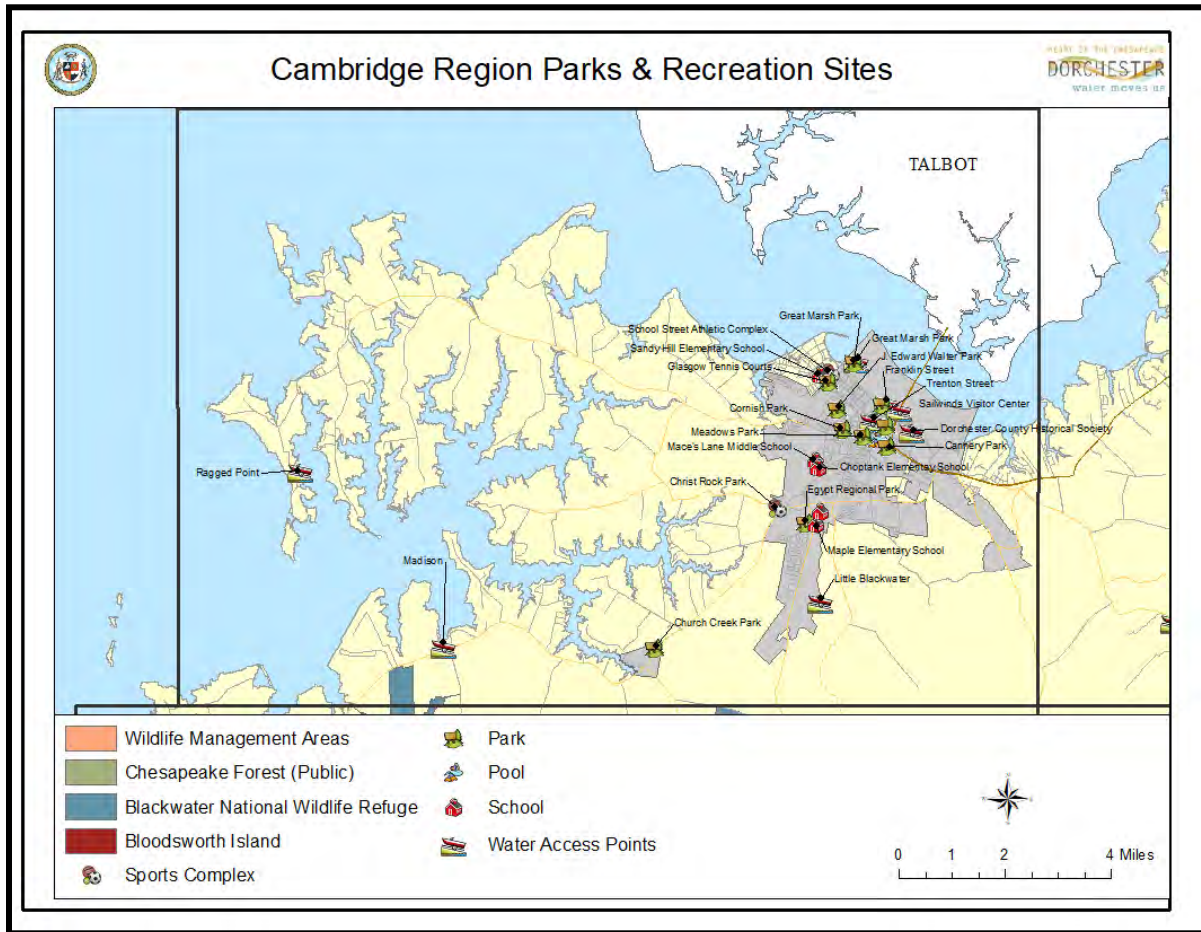 Cambridge Region Parks & Recreation Sites
HEART OF THE CHESAPEAKE
DORCHESTER
water moves us
TALBOT
Great Marsh Park
School Street Athletic Complex
Great Marsh Park
Sandy Hill Elementary School
J. Edward Walter Park
Glasgow Tennis Courts
Franklin Street
Trenton Street
Cornish Park
Sailwinds Visitor Center
Meadows Park
Dorchester County Historical Society
Mace's Lane Middle School
Cannery Park
Ragged Point
Choptank Elementay School
Christ Rock Park
Egypt Regional Park
Madison
Maple Elementary School
Little Blackwater
Church Creek Park
Wildlife Management Areas
Chesapeake Forest (Public)
Blackwater National Wildlife Refuge
Bloodsworth Island
Sports Complex
Park
Pool
School
Water Access Points
0 1 2 4 Miles